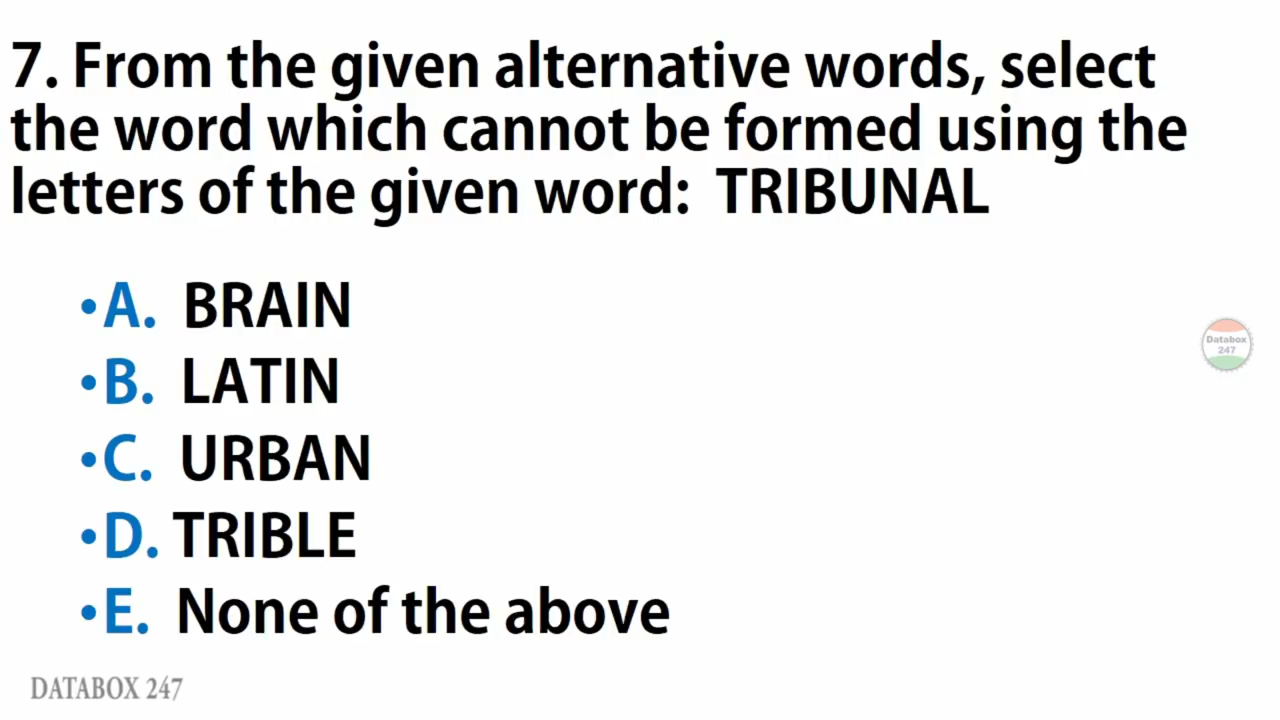 7. From the given alternative words, select
the word which cannot be formed using the
letters of the given word: TRIBUNAL
•A. BRAIN
•B. LATIN
•C. URBAN
•D. TRIBLE
•E. None of the above
Databox
247
DATABOX 247